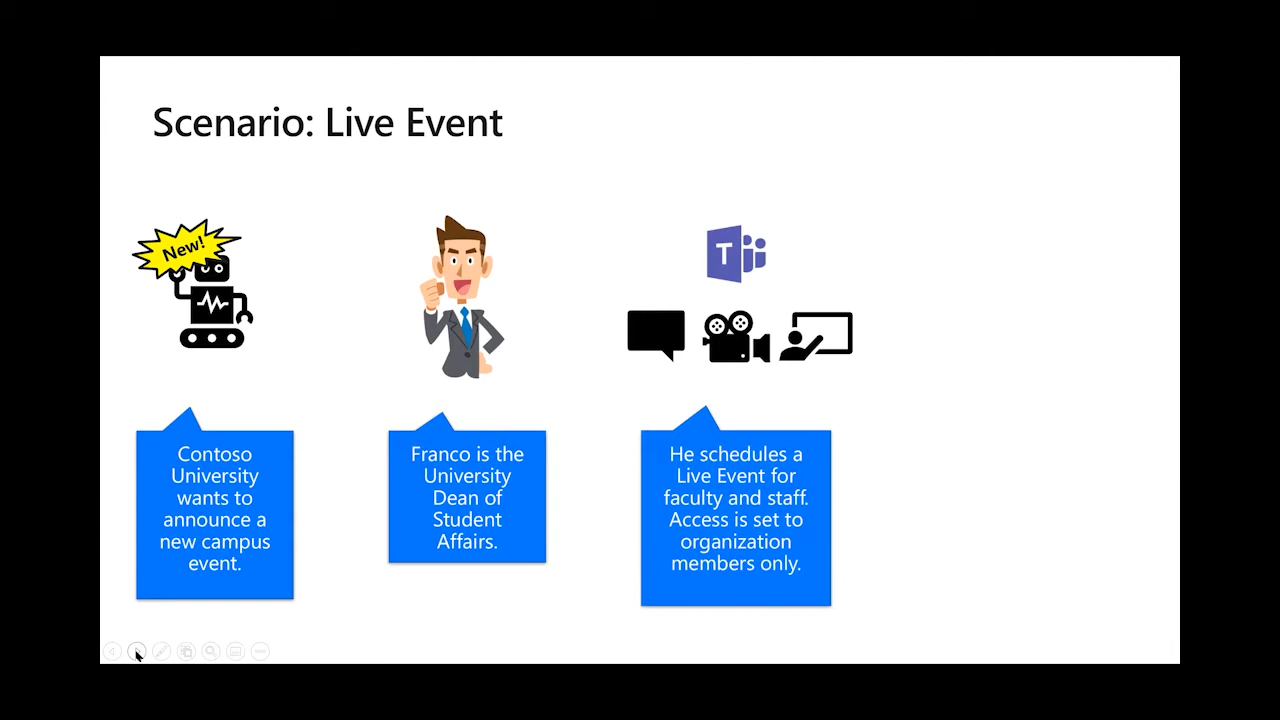 Scenario: Live Event
New!
T
Contoso
University
wants to
announce a
new campus
event.
Franco is the
University
Dean of
Student
Affairs.
He schedules a
Live Event for
faculty and staff.
Access is set to
organization
members only.